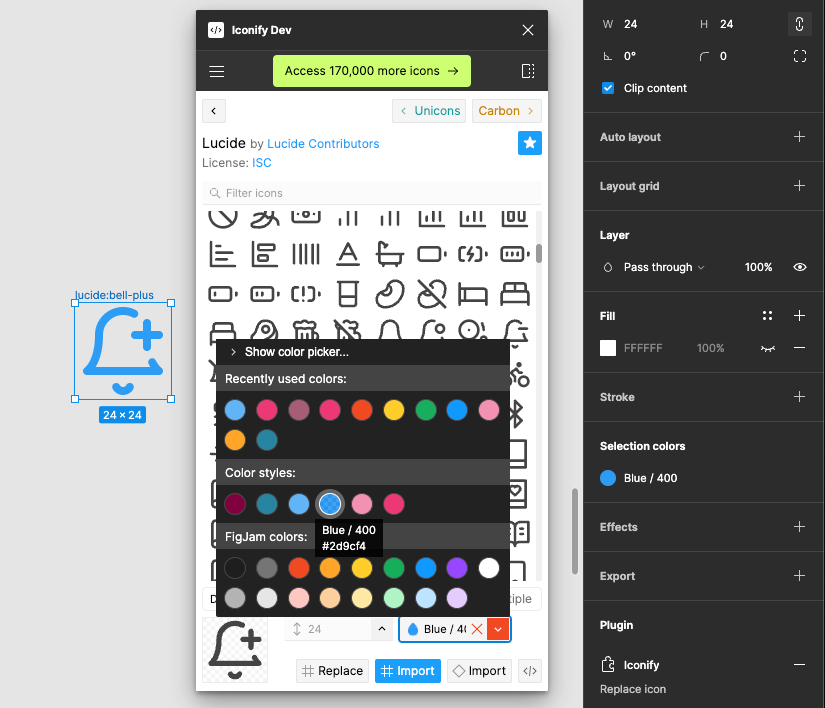 Iconify Dev
Access 170,000 more icons →
Unicons
Carbon
Lucide by Lucide Contributors
License: ISC
Filter icons
lucide:bell-plus
24 × 24
Show color picker...
Recently used colors:
Color styles:
Blue / 400
#2d9cf4
FigJam colors:
24
Blue / 4
Replace
Import
Import
W 24
H 24
0°
0
Clip content
Auto layout
Layout grid
Layer
Pass through
100%
Fill
FFFFFF
100%
Stroke
Selection colors
Blue / 400
Effects
Export
Plugin
Iconify
Replace icon